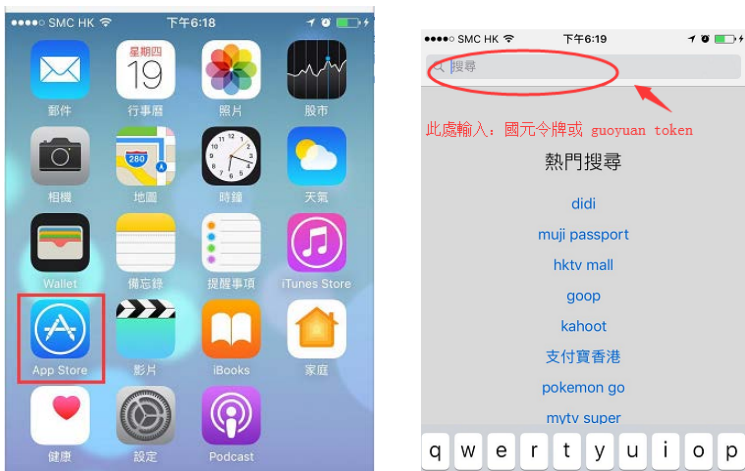 SMC HK 下午6:18
星期四
19
郵件 行事曆 照片 股市
280
相機 地圖 時鐘 天氣
Wallet 備忘錄 提醒事項 iTunes Store
App Store 影片 iBooks 家庭
健康 設定 Podcast
SMC HK 下午6:19
搜尋
此處輸入：國元令牌或 guoyuan token
熱門搜尋
didi
muji passport
hktv mall
goop
kahoot
支付寶香港
pokemon go
mytv super
q w e r t y u i o p